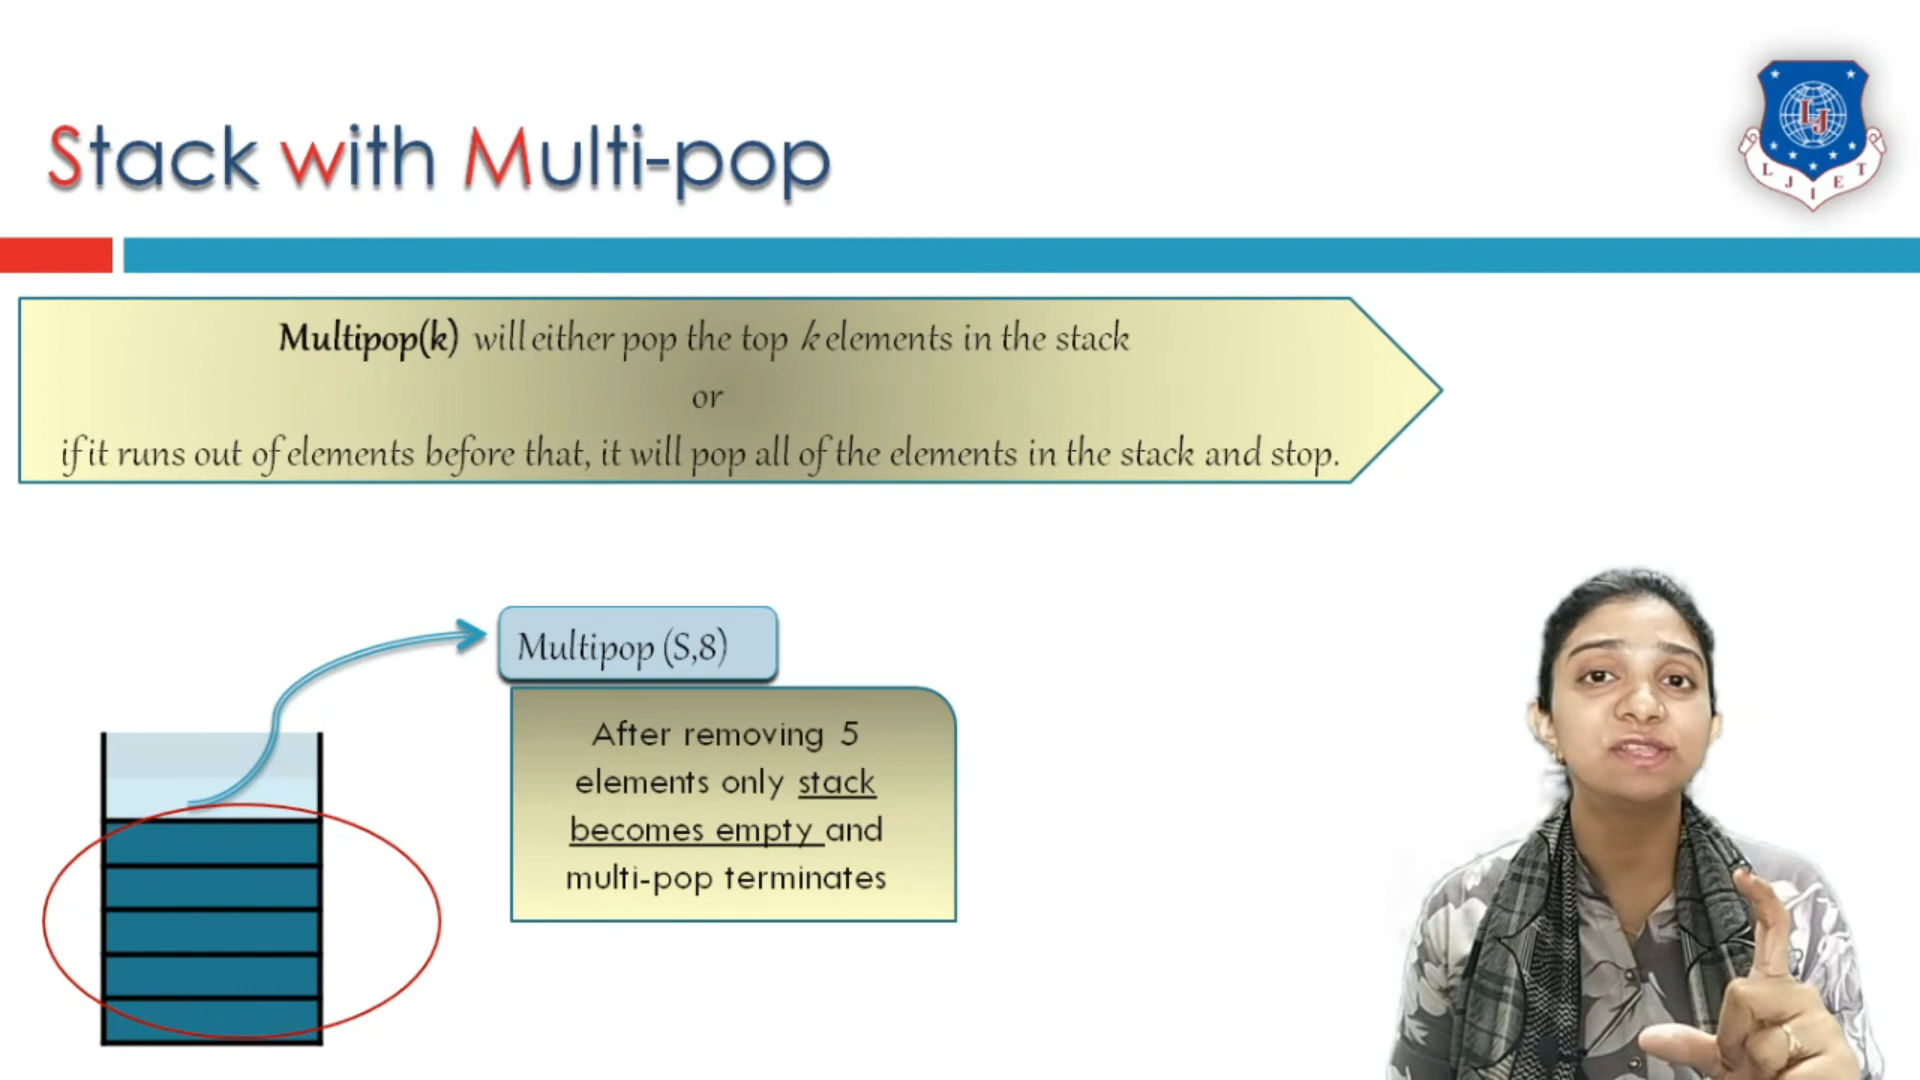 Stack with Multi-pop
LJ
L J I E T
Multipop(k) will either pop the top k elements in the stack
or
if it runs out of elements before that, it will pop all of the elements in the stack and stop.
Multipop (S,8)
After removing 5
elements only stack
becomes empty and
multi-pop terminates